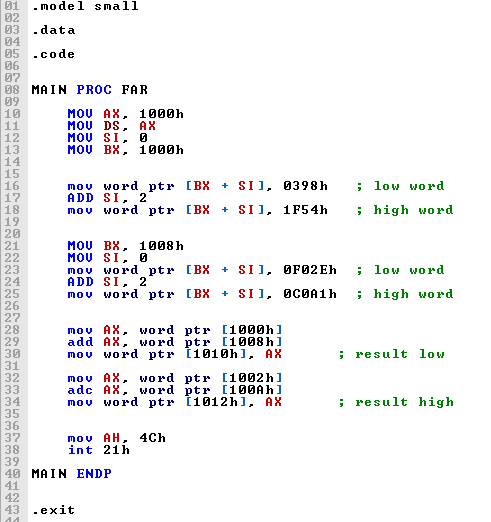 01 .model small
02
03 .data
04
05 .code
06
07
08 MAIN PROC FAR
09
10 MOV AX, 1000h
11 MOV DS, AX
12 MOV SI, 0
13 MOV BX, 1000h
14
15
16 mov word ptr [BX + SI], 0398h ; low word
17 ADD SI, 2
18 mov word ptr [BX + SI], 1F54h ; high word
19
20
21 MOV BX, 1008h
22 MOV SI, 0
23 mov word ptr [BX + SI], 0F02Eh ; low word
24 ADD SI, 2
25 mov word ptr [BX + SI], 0C0A1h ; high word
26
27
28 mov AX, word ptr [1000h]
29 add AX, word ptr [1008h]
30 mov word ptr [1010h], AX ; result low
31
32 mov AX, word ptr [1002h]
33 adc AX, word ptr [100Ah]
34 mov word ptr [1012h], AX ; result high
35
36
37 mov AH, 4Ch
38 int 21h
39
40 MAIN ENDP
41
42
43 .exit
44